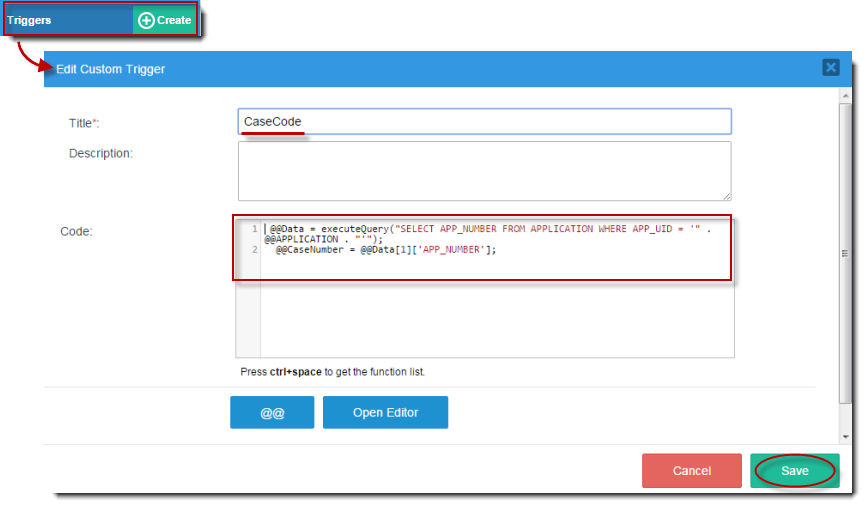 Triggers
Create
Edit Custom Trigger
Title*:
CaseCode
Description:
Code:
1 @@Data = executeQuery("SELECT APP_NUMBER FROM APPLICATION WHERE APP_UID = '" .
@@APPLICATION . "'");
2 @@CaseNumber = @@Data[1]['APP_NUMBER'];
Press ctrl+space to get the function list.
@@
Open Editor
Cancel
Save